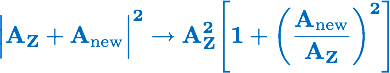 |A_Z + A_new|^2 → A_Z^2 [1 + (A_new / A_Z)^2]